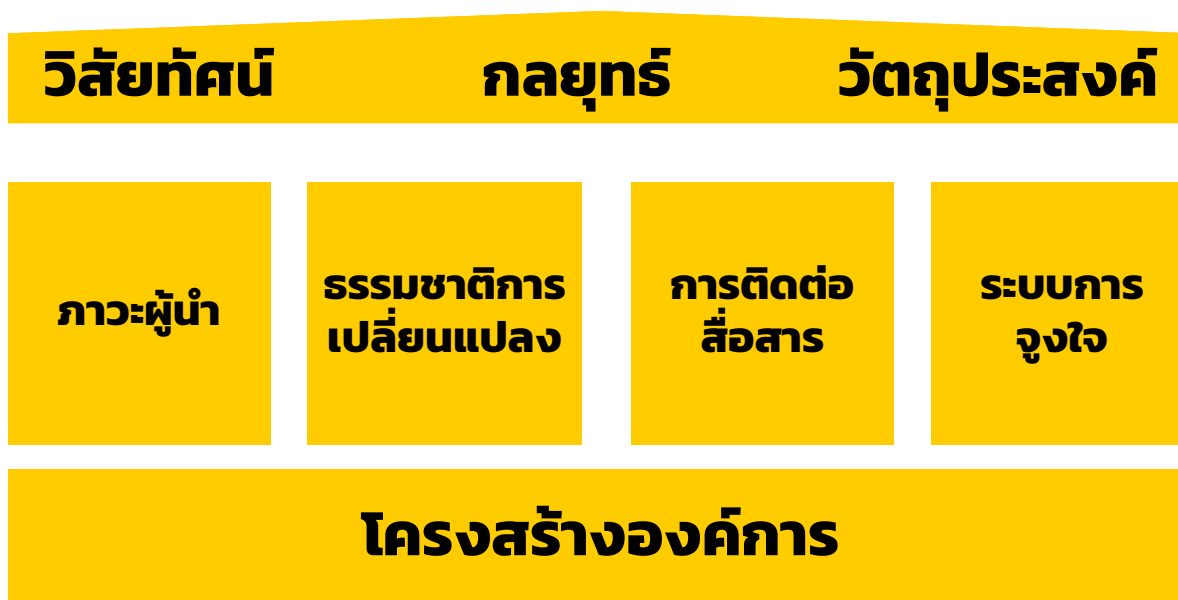 วิสัยทัศน์ กลยุทธ์ วัตถุประสงค์
ภาวะผู้นำ
ธรรมชาติการ
เปลี่ยนแปลง
การติดต่อ
สื่อสาร
ระบบการ
จูงใจ
โครงสร้างองค์การ